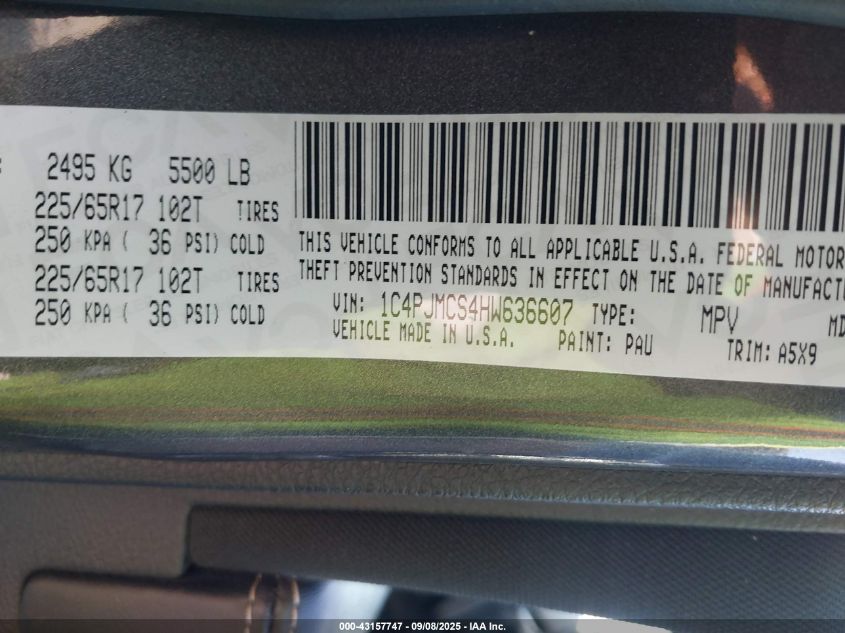 2495 KG 5500 LB
225/65R17 102T TIRES
250 KPA ( 36 PSI) COLD
225/65R17 102T TIRES
250 KPA ( 36 PSI) COLD
THIS VEHICLE CONFORMS TO ALL APPLICABLE U.S.A. FEDERAL MOTOR
THEFT PREVENTION STANDARDS IN EFFECT ON THE DATE OF MANUFACTU
VIN: 1C4PJMCS4HW636607 TYPE: MPV MD
VEHICLE MADE IN U.S.A. PAINT: PAU TRIM: A5X9
000-43157747 - 09/08/2025 - IAA Inc.